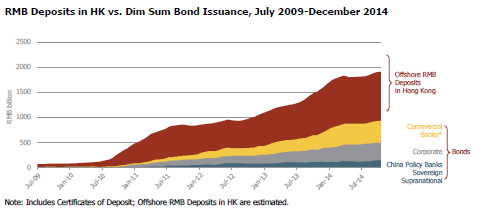 RMB Deposits in HK vs. Dim Sum Bond Issuance, July 2009-December 2014
2500
2000
1500
1000
500
0
RMB billion
Jul-09
Jan-10
Jul-10
Jan-11
Jul-11
Jan-12
Jul-12
Jan-13
Jul-13
Jan-14
Jul-14
Offshore RMB
Deposits
in Hong Kong
Commercial
Banks*
Corporate
Bonds
China Policy Banks
Sovereign
Supranational
Note: Includes Certificates of Deposit; Offshore RMB Deposits in HK are estimated.